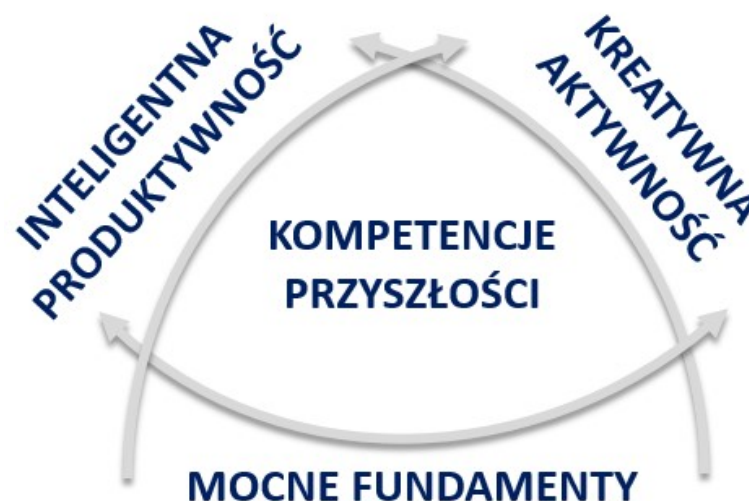 INTELIGENTNA
PRODUKTYWNOŚĆ
KREATYWNA
AKTYWNOŚĆ
KOMPETENCJE
PRZYSZŁOŚCI
MOCNE FUNDAMENTY